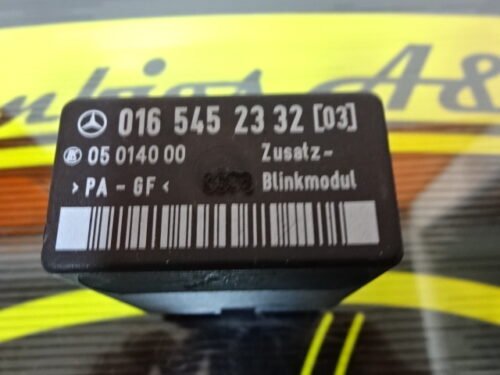 016 545 23 32 [03]
05 0140 00 Zusatz-
>PA-GF< Blinkmodul